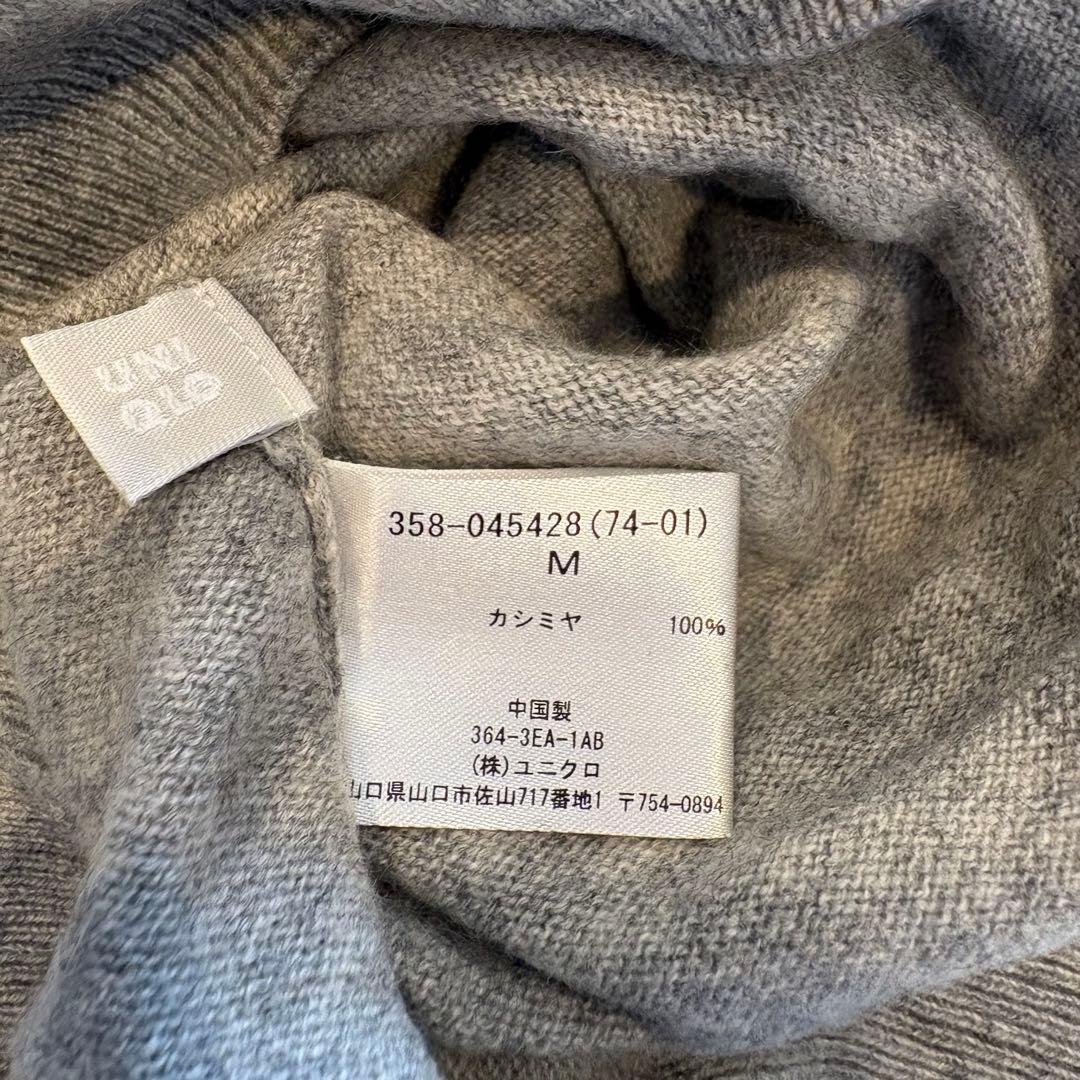 UNI
QLO
358-045428(74-01)
M
カシミヤ 100%
中国製
364-3EA-1AB
(株)ユニクロ
山口県山口市佐山717番地1 〒754-0894